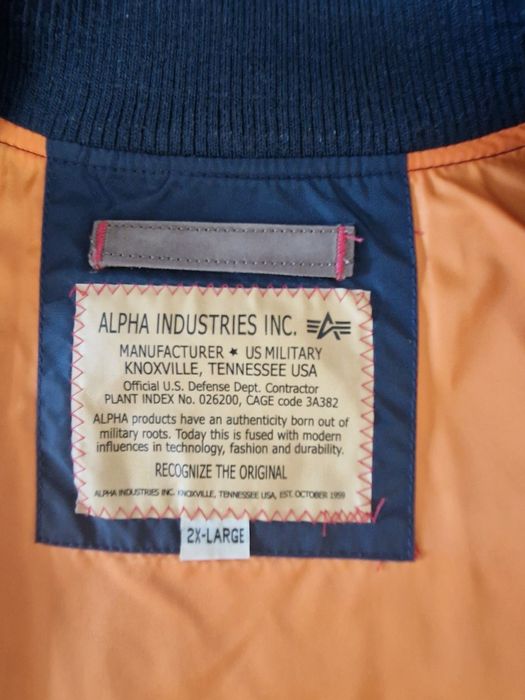 ALPHA INDUSTRIES INC.
MANUFACTURER ★ US MILITARY
KNOXVILLE, TENNESSEE USA
Official U.S. Defense Dept. Contractor
PLANT INDEX No. 026200, CAGE code 3A382
ALPHA products have an authenticity born out of
military roots. Today this is fused with modern
influences in technology, fashion and durability.
RECOGNIZE THE ORIGINAL
ALPHA INDUSTRIES INC. KNOXVILLE, TENNESSEE USA, EST. OCTOBER 1959
2X-LARGE